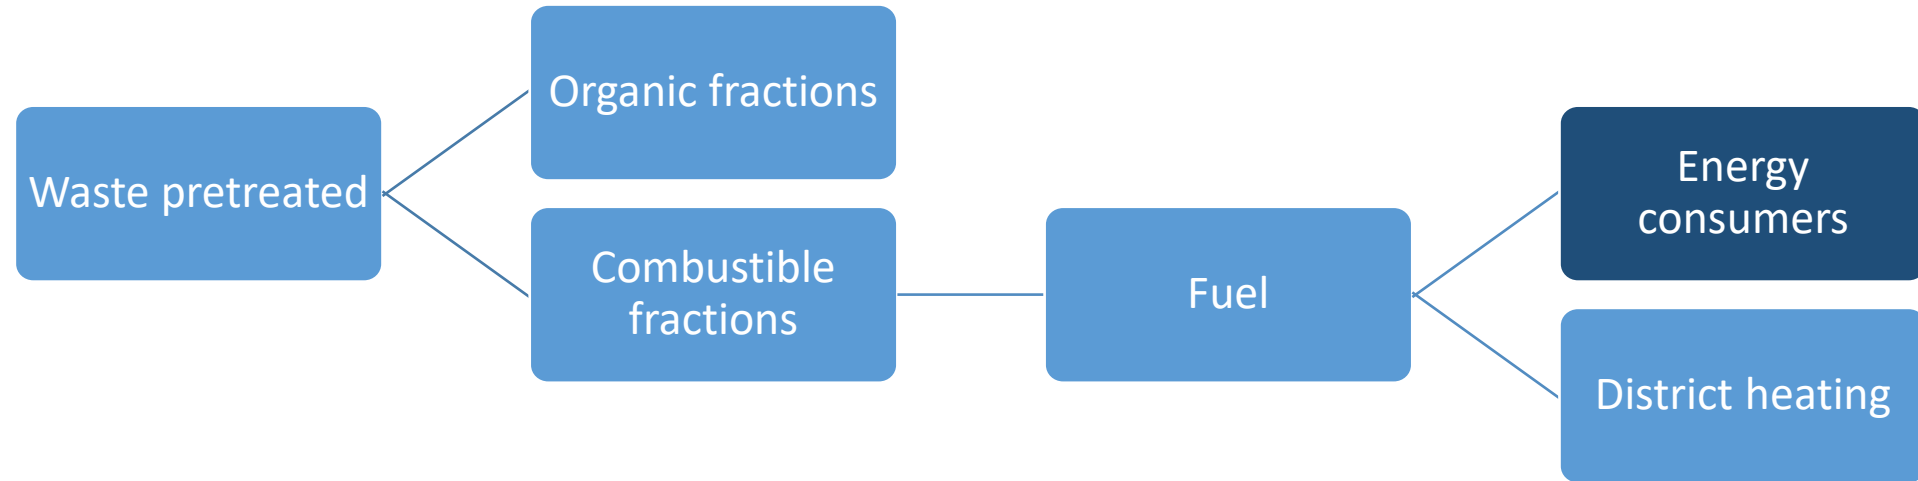 Waste pretreated
Organic fractions
Combustible
fractions
Fuel
Energy
consumers
District heating